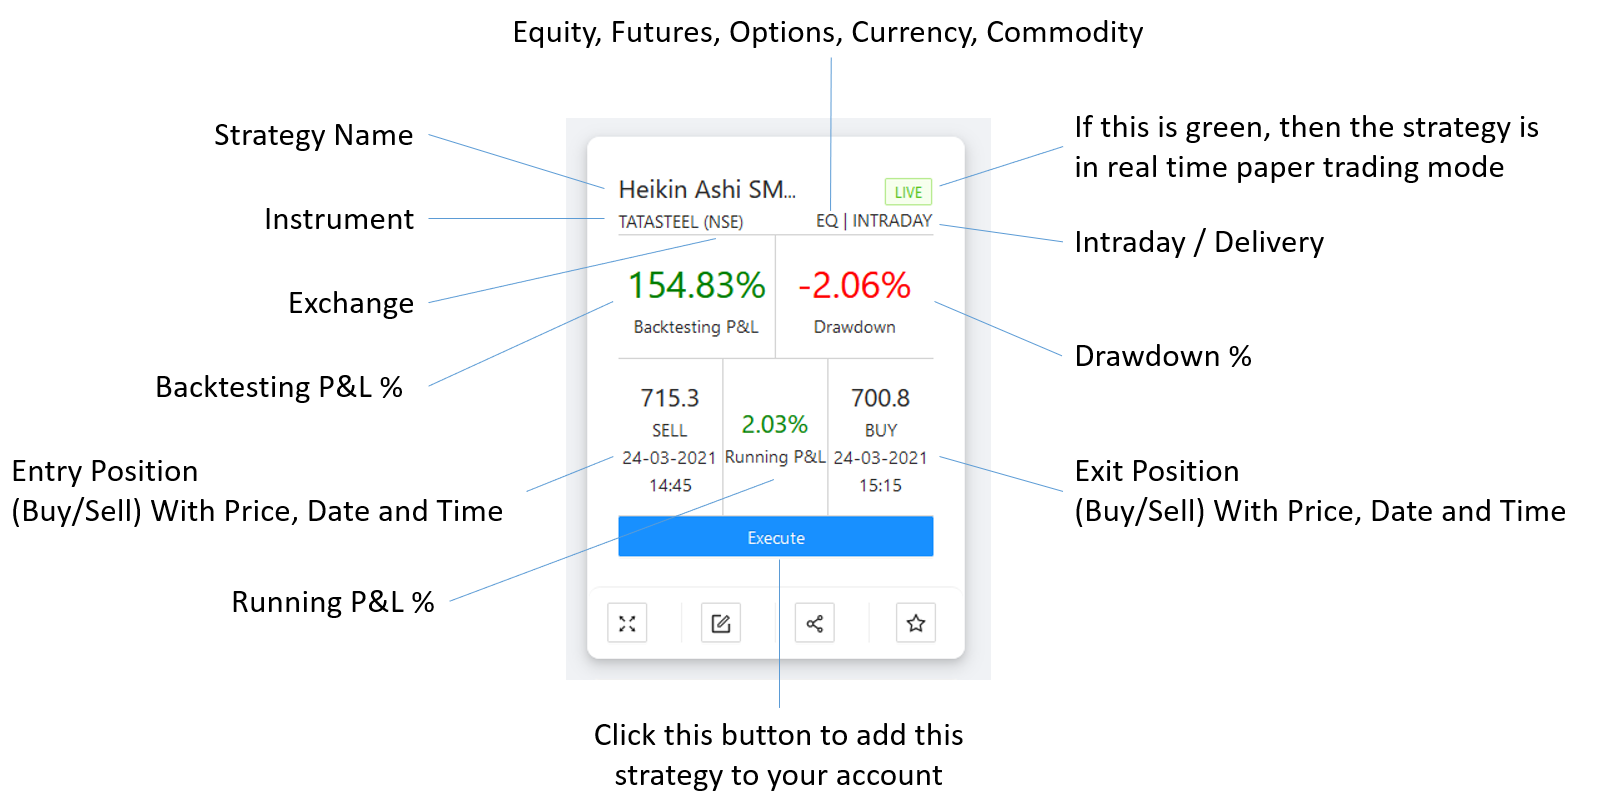 Equity, Futures, Options, Currency, Commodity
Strategy Name
If this is green, then the strategy is
in real time paper trading mode
Heikin Ashi SM...
LIVE
Instrument
TATASTEEL (NSE)
EQ | INTRADAY
Intraday / Delivery
Exchange
154.83%
Backtesting P&L
-2.06%
Drawdown
Drawdown %
Backtesting P&L %
715.3
SELL
24-03-2021
14:45
2.03%
Running P&L
700.8
BUY
24-03-2021
15:15
Entry Position
(Buy/Sell) With Price, Date and Time
Exit Position
(Buy/Sell) With Price, Date and Time
Execute
Running P&L %
Click this button to add this
strategy to your account